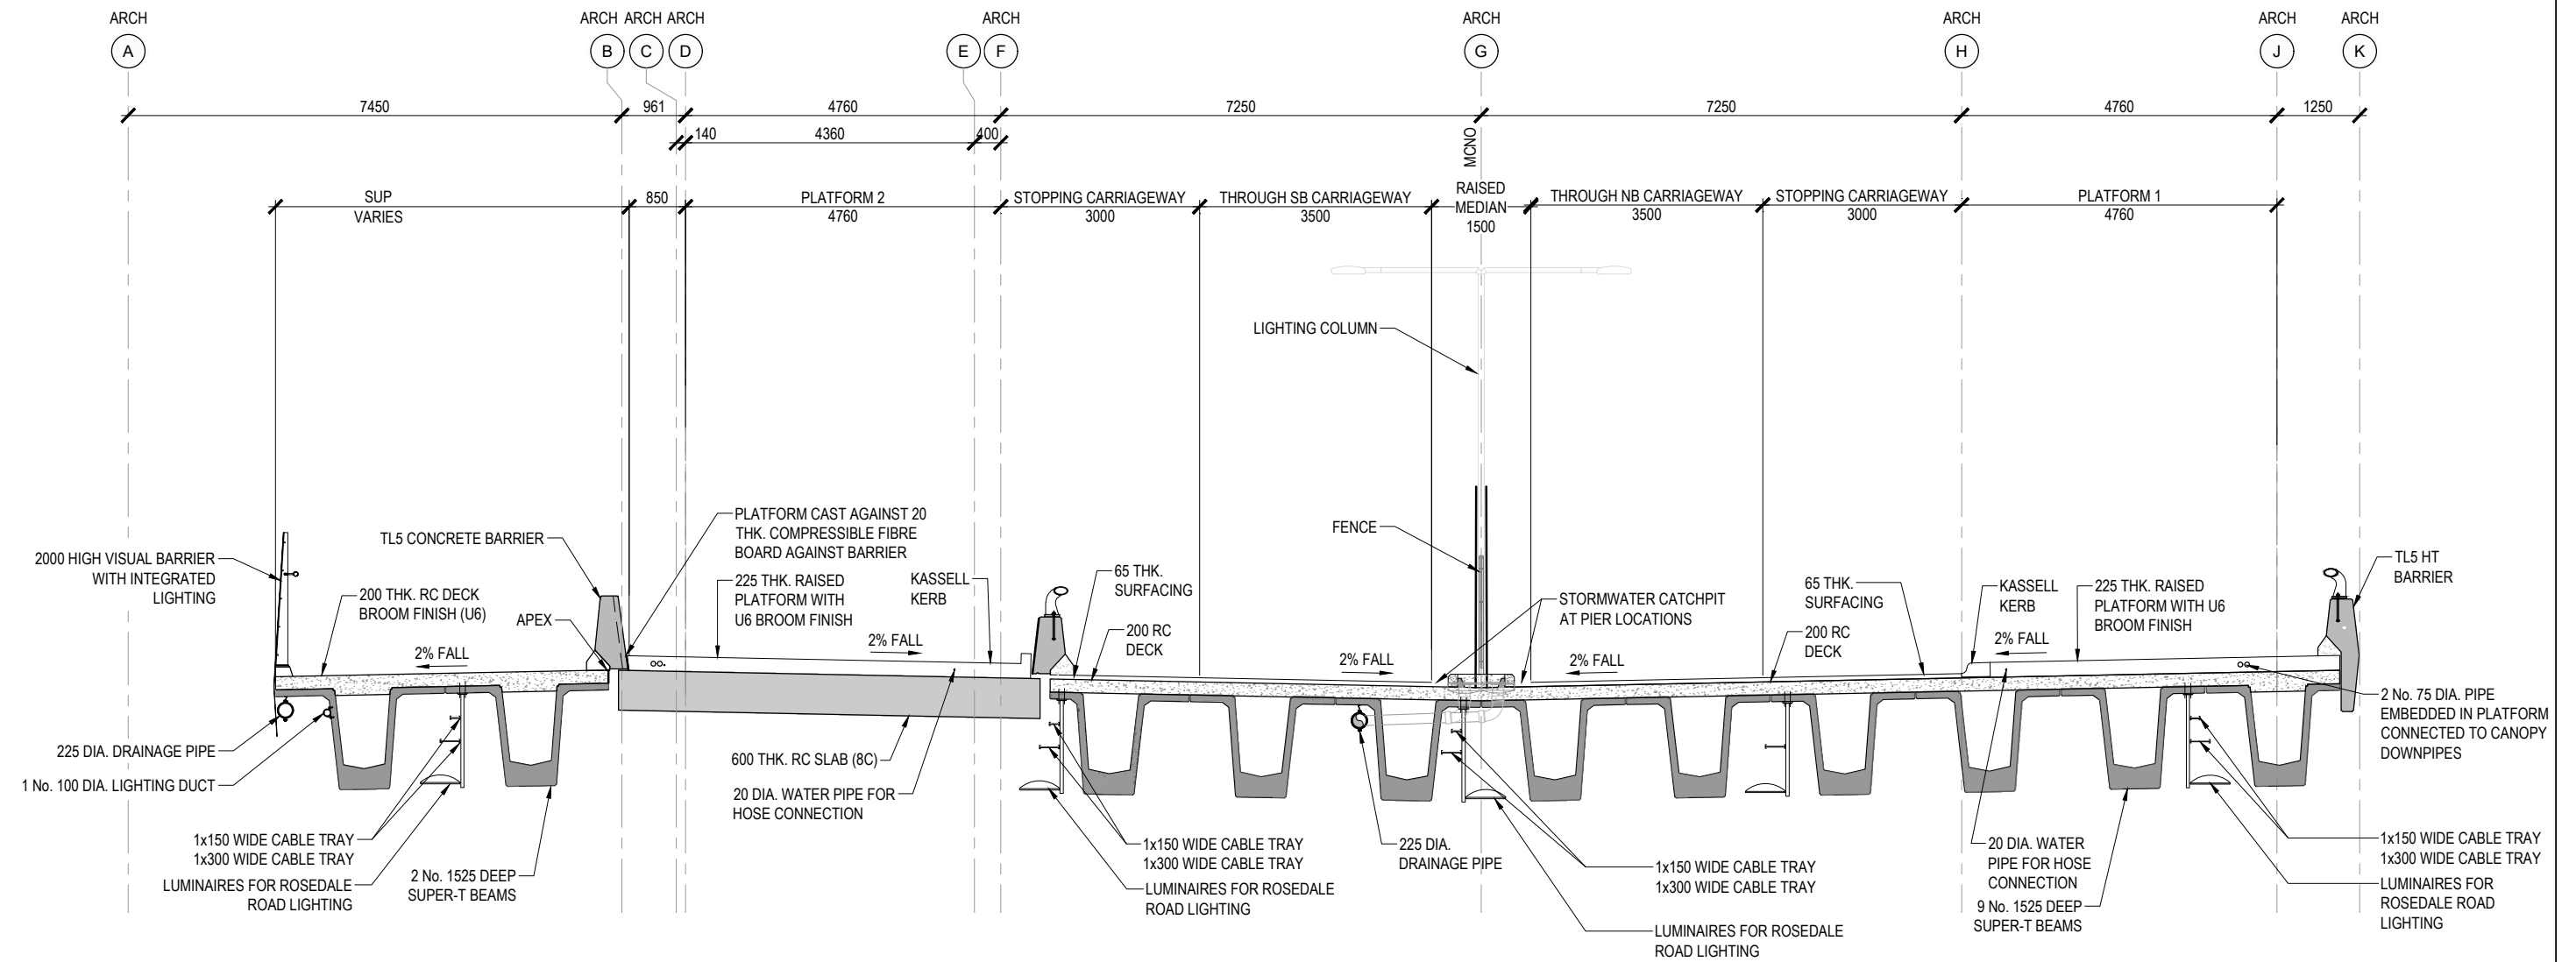 ARCH ARCH ARCH ARCH ARCH ARCH ARCH ARCH ARCH
A B C D E F G H J K
7450 961 4760 7250 7250 4760 1250
140 4360 400
MCNO
SUP
VARIES
850
PLATFORM 2
4760
STOPPING CARRIAGEWAY
3000
THROUGH SB CARRIAGEWAY
3500
RAISED
MEDIAN
1500
THROUGH NB CARRIAGEWAY
3500
STOPPING CARRIAGEWAY
3000
PLATFORM 1
4760
LIGHTING COLUMN
FENCE
2000 HIGH VISUAL BARRIER
WITH INTEGRATED
LIGHTING
TL5 CONCRETE BARRIER
200 THK. RC DECK
BROOM FINISH (U6)
APEX
2% FALL
PLATFORM CAST AGAINST 20
THK. COMPRESSIBLE FIBRE
BOARD AGAINST BARRIER
225 THK. RAISED
PLATFORM WITH
U6 BROOM FINISH
KASSELL
KERB
2% FALL
65 THK.
SURFACING
200 RC
DECK
2% FALL
STORMWATER CATCHPIT
AT PIER LOCATIONS
2% FALL
65 THK.
SURFACING
200 RC
DECK
KASSELL
KERB
2% FALL
225 THK. RAISED
PLATFORM WITH U6
BROOM FINISH
TL5 HT
BARRIER
225 DIA. DRAINAGE PIPE
1 No. 100 DIA. LIGHTING DUCT
1x150 WIDE CABLE TRAY
1x300 WIDE CABLE TRAY
LUMINAIRES FOR ROSEDALE
ROAD LIGHTING
2 No. 1525 DEEP
SUPER-T BEAMS
600 THK. RC SLAB (8C)
20 DIA. WATER PIPE FOR
HOSE CONNECTION
1x150 WIDE CABLE TRAY
1x300 WIDE CABLE TRAY
LUMINAIRES FOR ROSEDALE
ROAD LIGHTING
225 DIA.
DRAINAGE PIPE
1x150 WIDE CABLE TRAY
1x300 WIDE CABLE TRAY
LUMINAIRES FOR ROSEDALE
ROAD LIGHTING
20 DIA. WATER
PIPE FOR HOSE
CONNECTION
9 No. 1525 DEEP
SUPER-T BEAMS
2 No. 75 DIA. PIPE
EMBEDDED IN PLATFORM
CONNECTED TO CANOPY
DOWNPIPES
1x150 WIDE CABLE TRAY
1x300 WIDE CABLE TRAY
LUMINAIRES FOR
ROSEDALE ROAD
LIGHTING